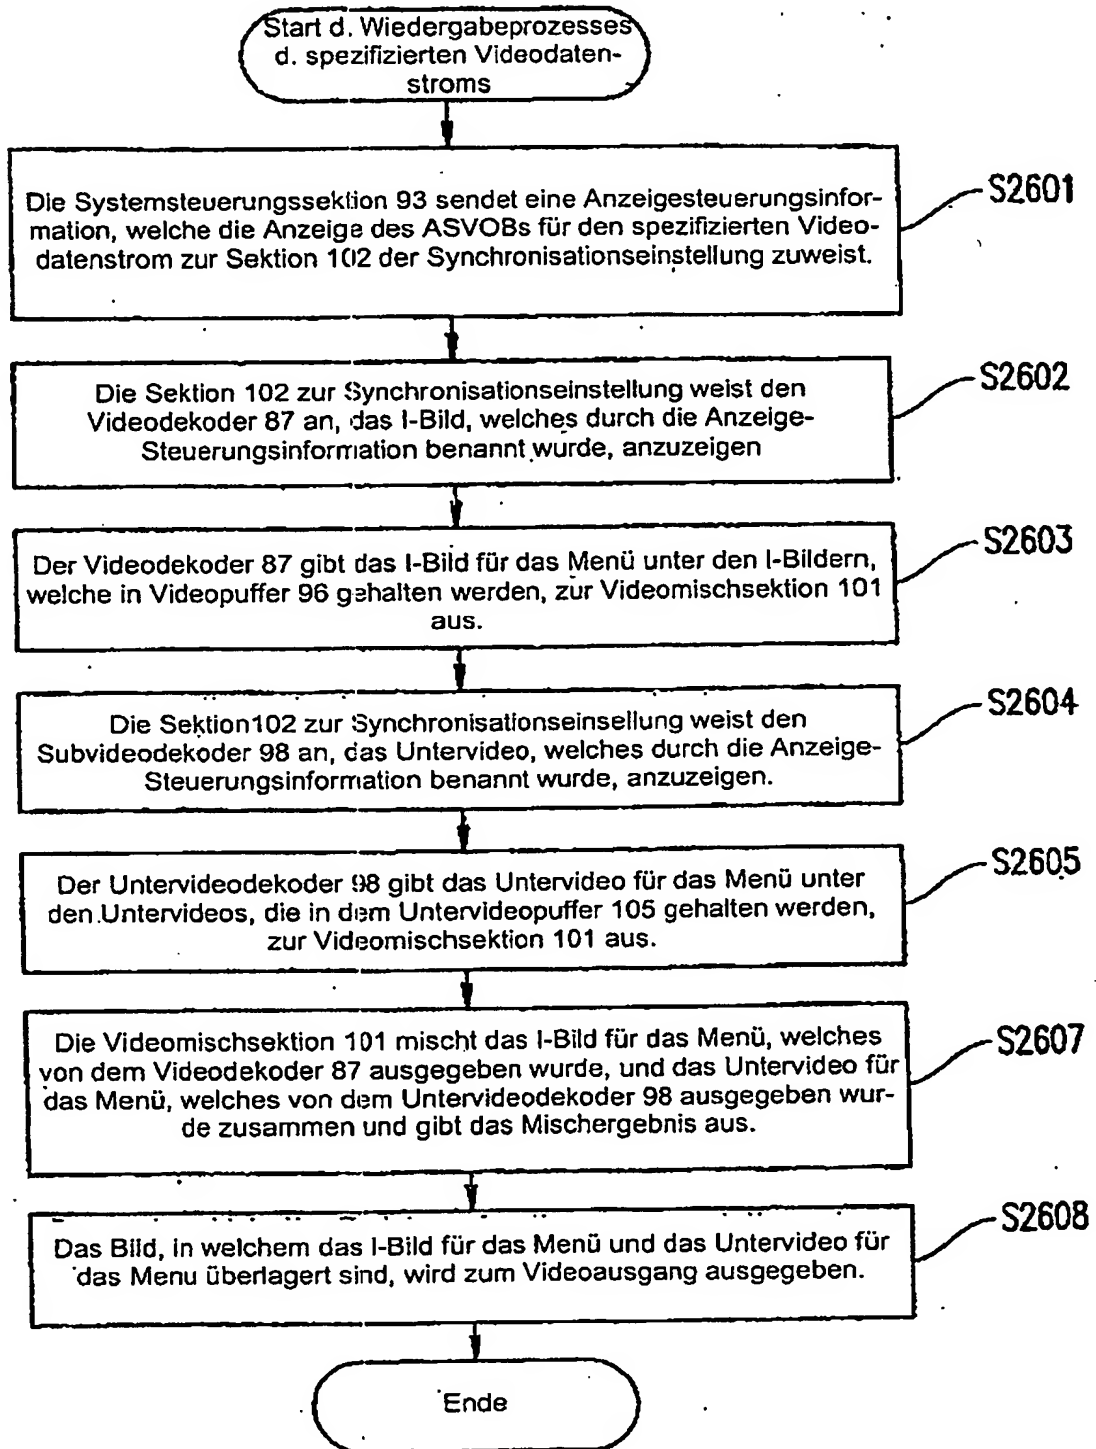 Start d. Wiedergabeprozesses
d. spezifizierten Videodaten-
stroms
Die Systemsteuerungssektion 93 sendet eine Anzeigesteuerungsinfor-
mation, welche die Anzeige des ASVOBs für den spezifizierten Video-
datenstrom zur Sektion 102 der Synchronisationseinstellung zuweist.
S2601
Die Sektion 102 zur Synchronisationseinstellung weist den
Videodekoder 87 an, das I-Bild, welches durch die Anzeige-
Steuerungsinformation benannt wurde, anzuzeigen
S2602
Der Videodekoder 87 gibt das I-Bild für das Menü unter den I-Bildern,
welche in Videopuffer 96 gehalten werden, zur Videomischsektion 101
aus.
S2603
Die Sektion102 zur Synchronisationseinsellung weist den
Subvideodekoder 98 an, das Untervideo, welches durch die Anzeige-
Steuerungsinformation benannt wurde, anzuzeigen.
S2604
Der Untervideodekoder 98 gibt das Untervideo für das Menü unter
den Untervideos, die in dem Untervideopuffer 105 gehalten werden,
zur Videomischsektion 101 aus.
S2605
Die Videomischsektion 101 mischt das I-Bild für das Menü, welches
von dem Videodekoder 87 ausgegeben wurde, und das Untervideo für
das Menü, welches von dem Untervideodekoder 98 ausgegeben wur-
de zusammen und gibt das Mischergebnis aus.
S2607
Das Bild, in welchem das I-Bild für das Menü und das Untervideo für
das Menu überlagert sind, wird zum Videoausgang ausgegeben.
S2608
Ende